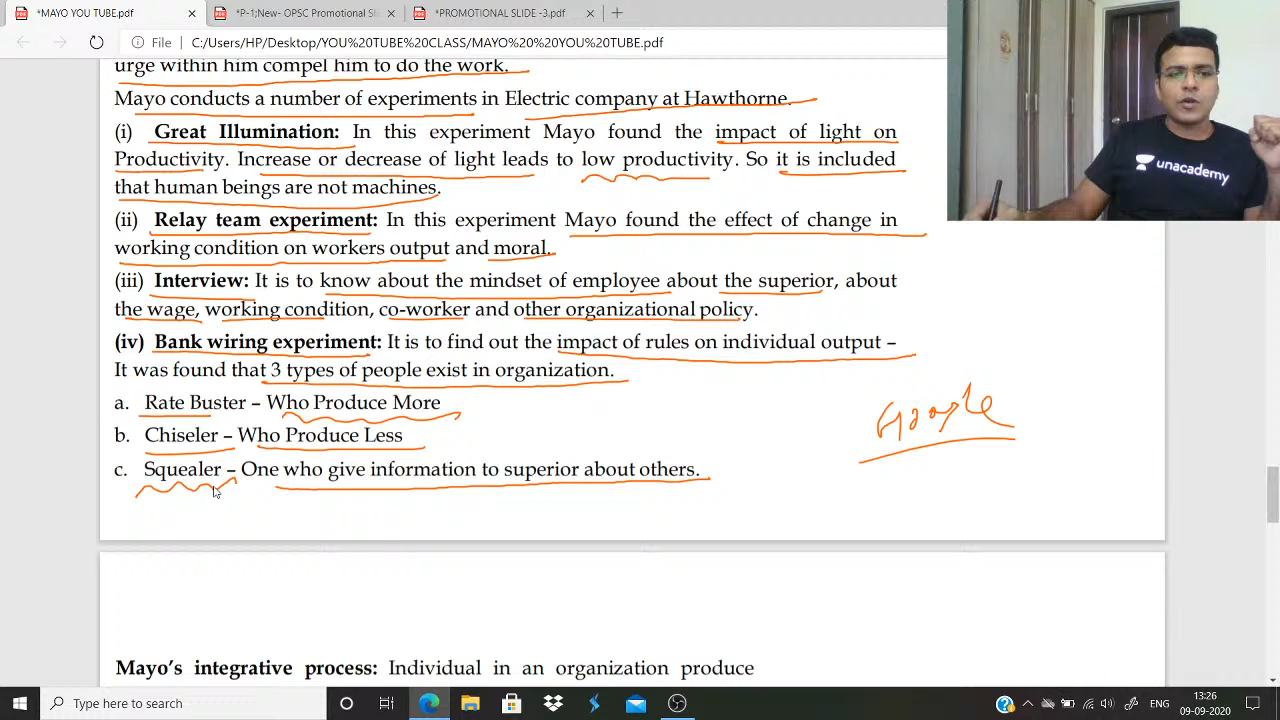 *MAYO YOU TUBE.pdf
*P-1;New- OPSC Promotional Sl
*PROMOTIONAL SLIDE -3.pdf
File C:/Users/HP/Desktop/YOU%20TUBE%20CLASS/MAYO%20%20YOU%20TUBE.pdf
urge within him compel him to do the work.
Mayo conducts a number of experiments in Electric company at Hawthorne.
(i) Great Illumination: In this experiment Mayo found the impact of light on
Productivity. Increase or decrease of light leads to low productivity. So it is included
that human beings are not machines.
(ii) Relay team experiment: In this experiment Mayo found the effect of change in
working condition on workers output and moral.
(iii) Interview: It is to know about the mindset of employee about the superior, about
the wage, working condition, co-worker and other organizational policy.
(iv) Bank wiring experiment: It is to find out the impact of rules on individual output –
It was found that 3 types of people exist in organization.
a. Rate Buster – Who Produce More
b. Chiseler – Who Produce Less
c. Squealer – One who give information to superior about others.
Google
unacademy
Mayo's integrative process: Individual in an organization produce
Type here to search
ENG
13:26
09-09-2020